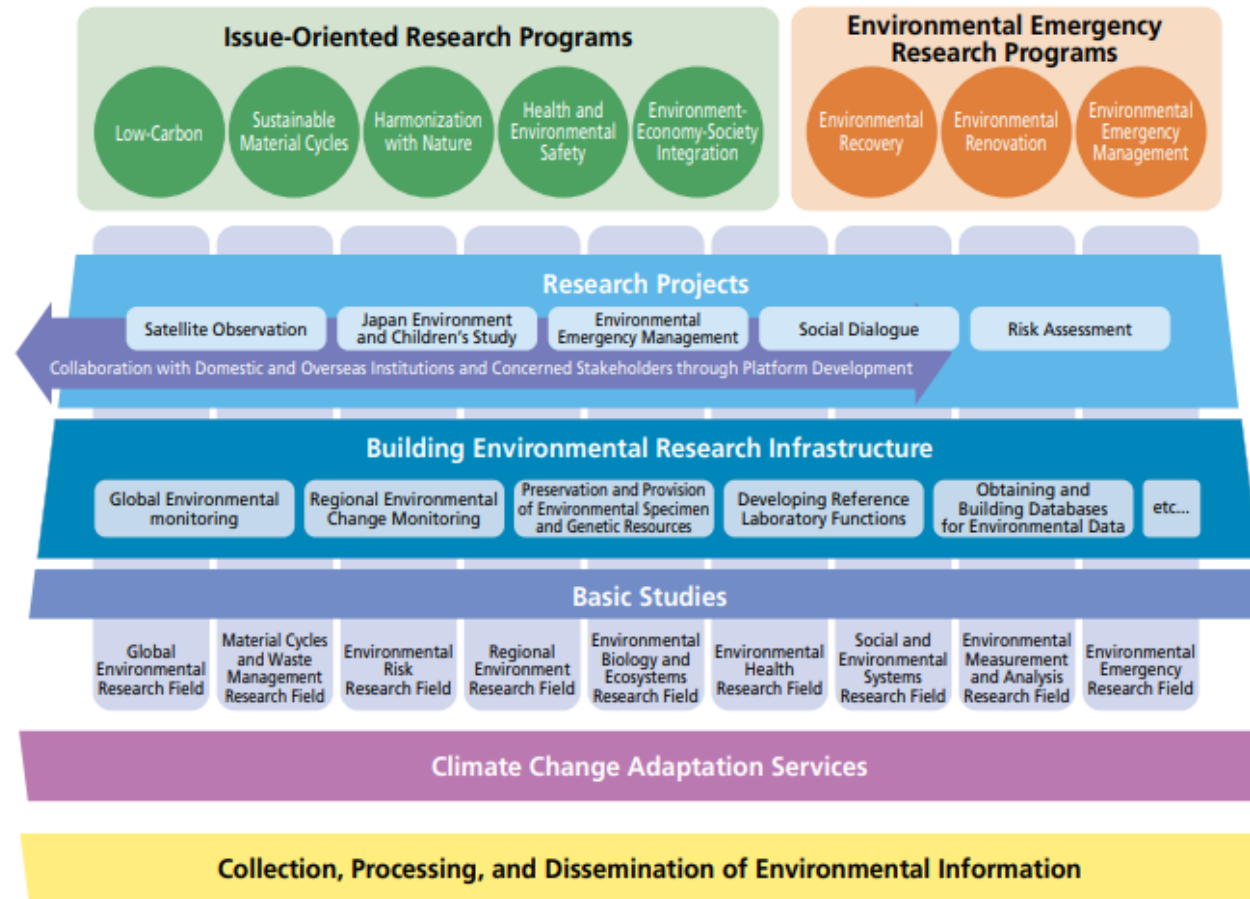 Issue-Oriented Research Programs
Low-Carbon
Sustainable
Material Cycles
Harmonization
with Nature
Health and
Environmental
Safety
Environment-
Economy-Society
Integration
Environmental Emergency
Research Programs
Environmental
Recovery
Environmental
Renovation
Environmental
Emergency
Management
Research Projects
Satellite Observation
Japan Environment
and Children's Study
Environmental
Emergency Management
Social Dialogue
Risk Assessment
Collaboration with Domestic and Overseas Institutions and Concerned Stakeholders through Platform Development
Building Environmental Research Infrastructure
Global Environmental
monitoring
Regional Environmental
Change Monitoring
Preservation and Provision
of Environmental Specimen
and Genetic Resources
Developing Reference
Laboratory Functions
Obtaining and
Building Databases
for Environmental Data
etc...
Basic Studies
Global
Environmental
Research Field
Material Cycles
and Waste
Management
Research Field
Environmental
Risk
Research Field
Regional
Environment
Research Field
Environmental
Biology and
Ecosystems
Research Field
Environmental
Health
Research Field
Social and
Environmental
Systems
Research Field
Environmental
Measurement
and Analysis
Research Field
Environmental
Emergency
Research Field
Climate Change Adaptation Services
Collection, Processing, and Dissemination of Environmental Information